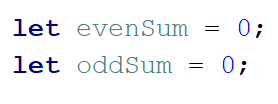 let evenSum = 0;
let oddSum = 0;